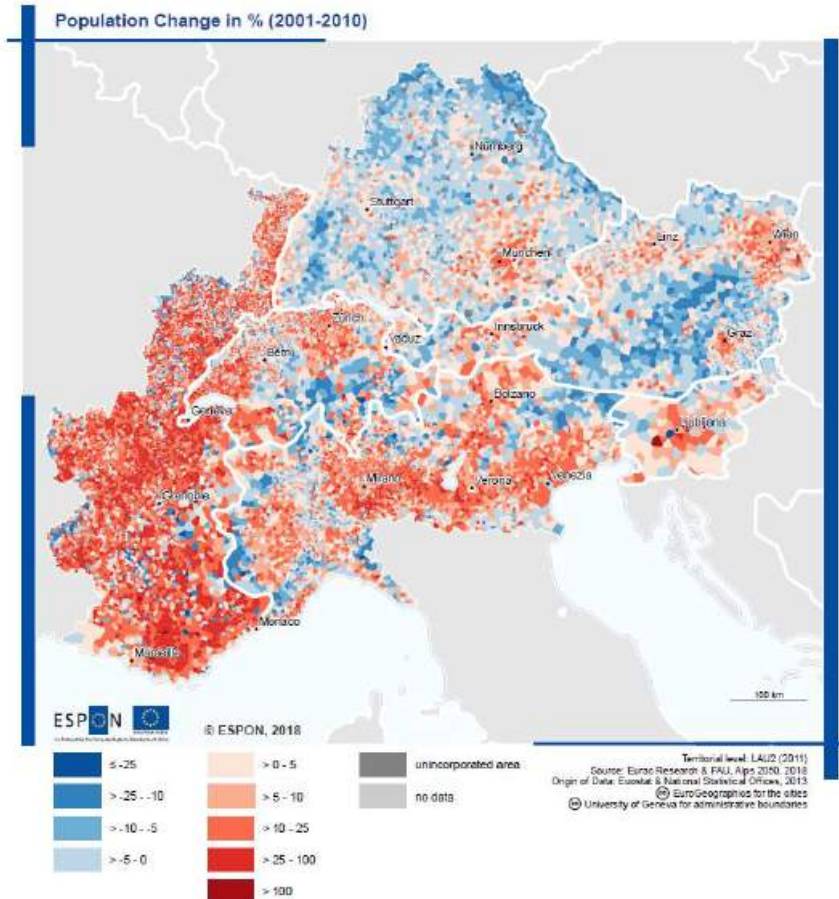 Population Change in % (2001-2010)
Nürnberg
Stuttgart
Linz
Wien
München
Zürich
Vaduz
Innsbruck
Graz
Bern
Bolzano
Genève
Ljubljana
Milano
Verona
Venezia
Grenoble
Monaco
Marseille
100 km
ESPON
© ESPON, 2018
≤ -25
> -25 - -10
> -10 - -5
> -5 - 0
> 0 - 5
> 5 - 10
> 10 - 25
> 25 - 100
> 100
unincorporated area
no data
Territorial level: LAU2 (2011)
Source: Eurac Research & FAU, Alps 2050, 2018
Origin of Data: Eurostat & National Statistical Offices, 2013
EuroGeographics for the cities
University of Geneva for administrative boundaries